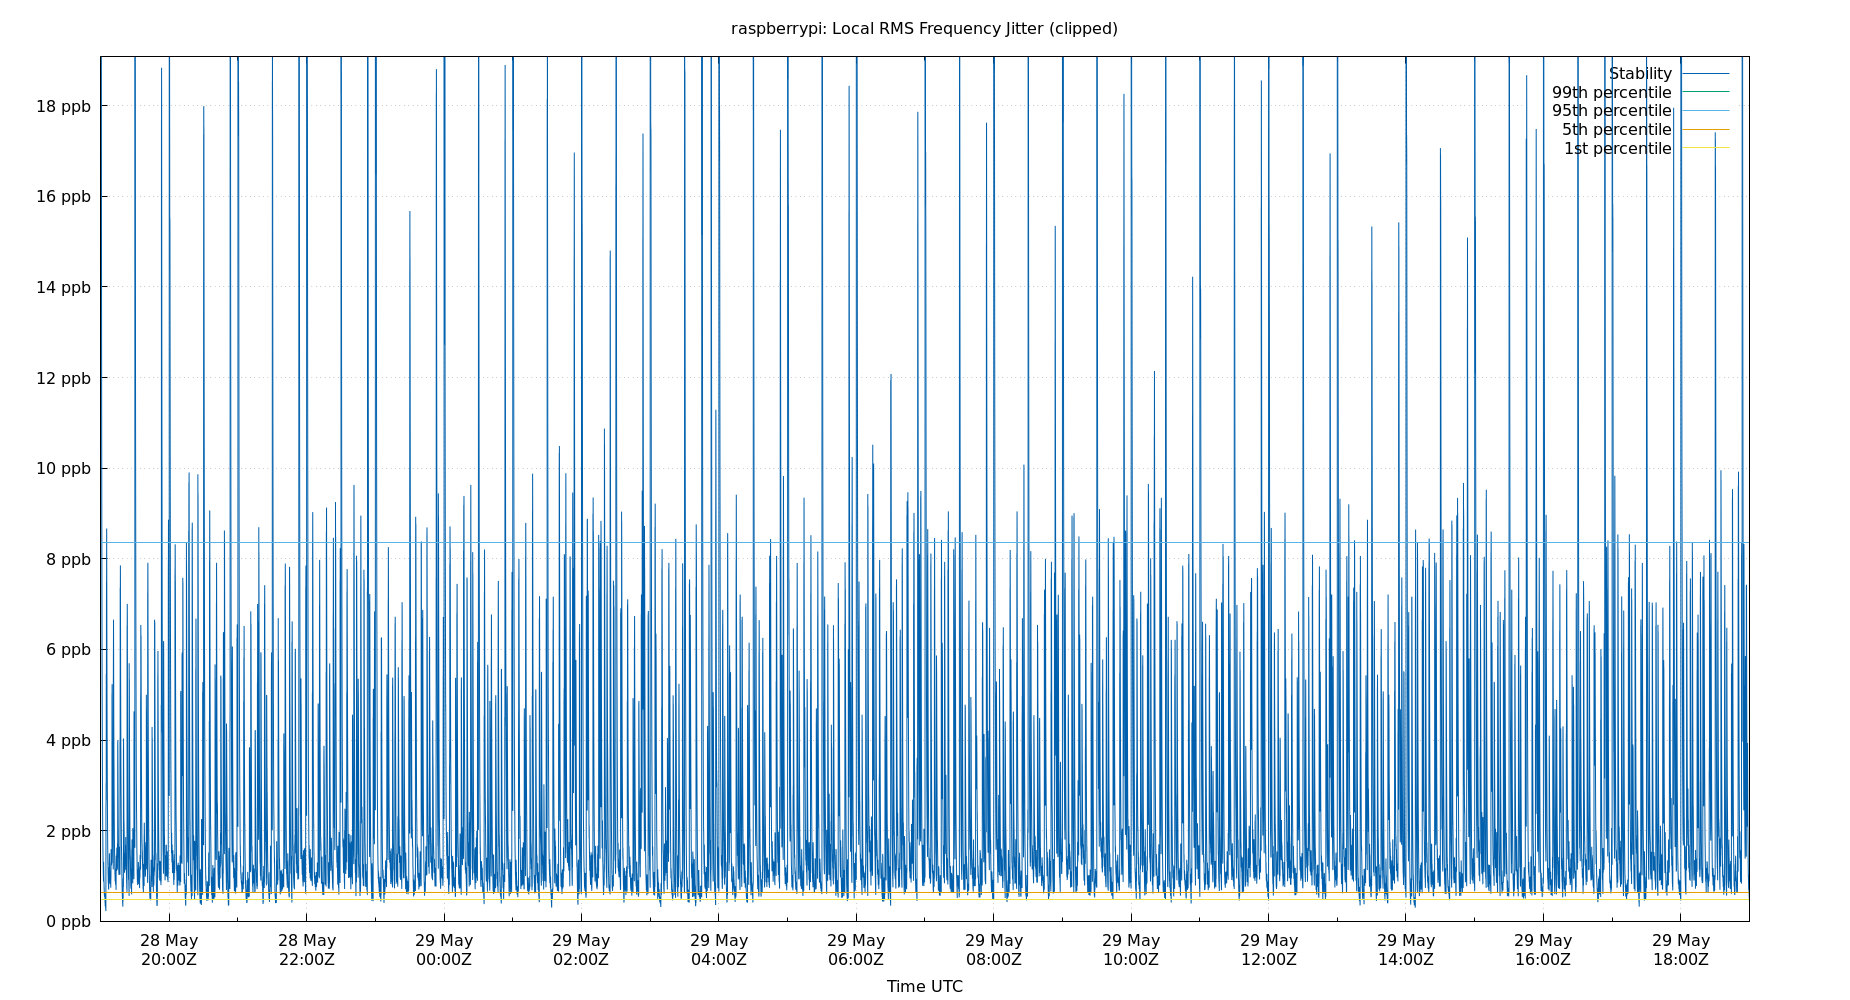 raspberrypi: Local RMS Frequency Jitter (clipped)
Stability
99th percentile
95th percentile
5th percentile
1st percentile
18 ppb
16 ppb
14 ppb
12 ppb
10 ppb
8 ppb
6 ppb
4 ppb
2 ppb
0 ppb
28 May 28 May 29 May 29 May 29 May 29 May 29 May 29 May 29 May 29 May 29 May 29 May
20:00Z 22:00Z 00:00Z 02:00Z 04:00Z 06:00Z 08:00Z 10:00Z 12:00Z 14:00Z 16:00Z 18:00Z
Time UTC